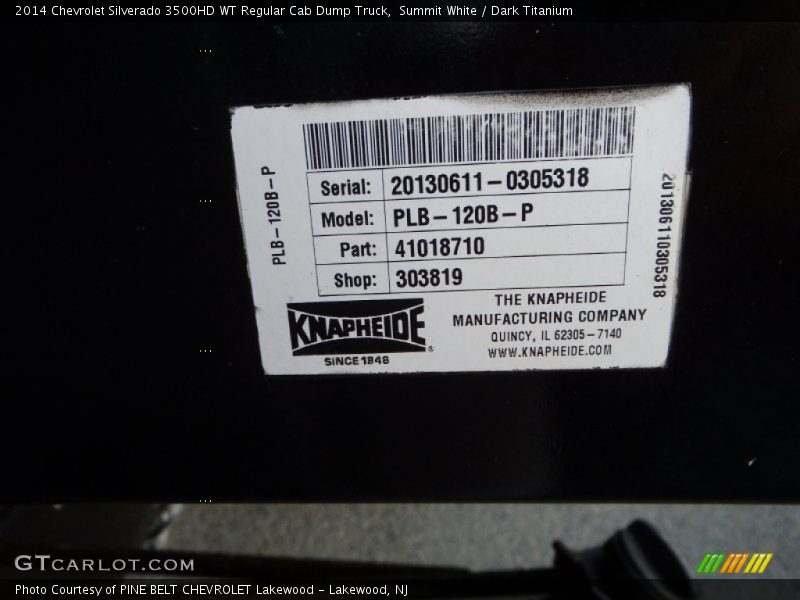 2014 Chevrolet Silverado 3500HD WT Regular Cab Dump Truck, Summit White / Dark Titanium
PLB-120B-P
Serial: 20130611-0305318
Model: PLB-120B-P
Part: 41018710
Shop: 303819
201306110305318
KNAPHEIDE®
SINCE 1848
THE KNAPHEIDE
MANUFACTURING COMPANY
QUINCY, IL 62305-7140
WWW.KNAPHEIDE.COM
GTCARLOT.COM
Photo Courtesy of PINE BELT CHEVROLET Lakewood - Lakewood, NJ